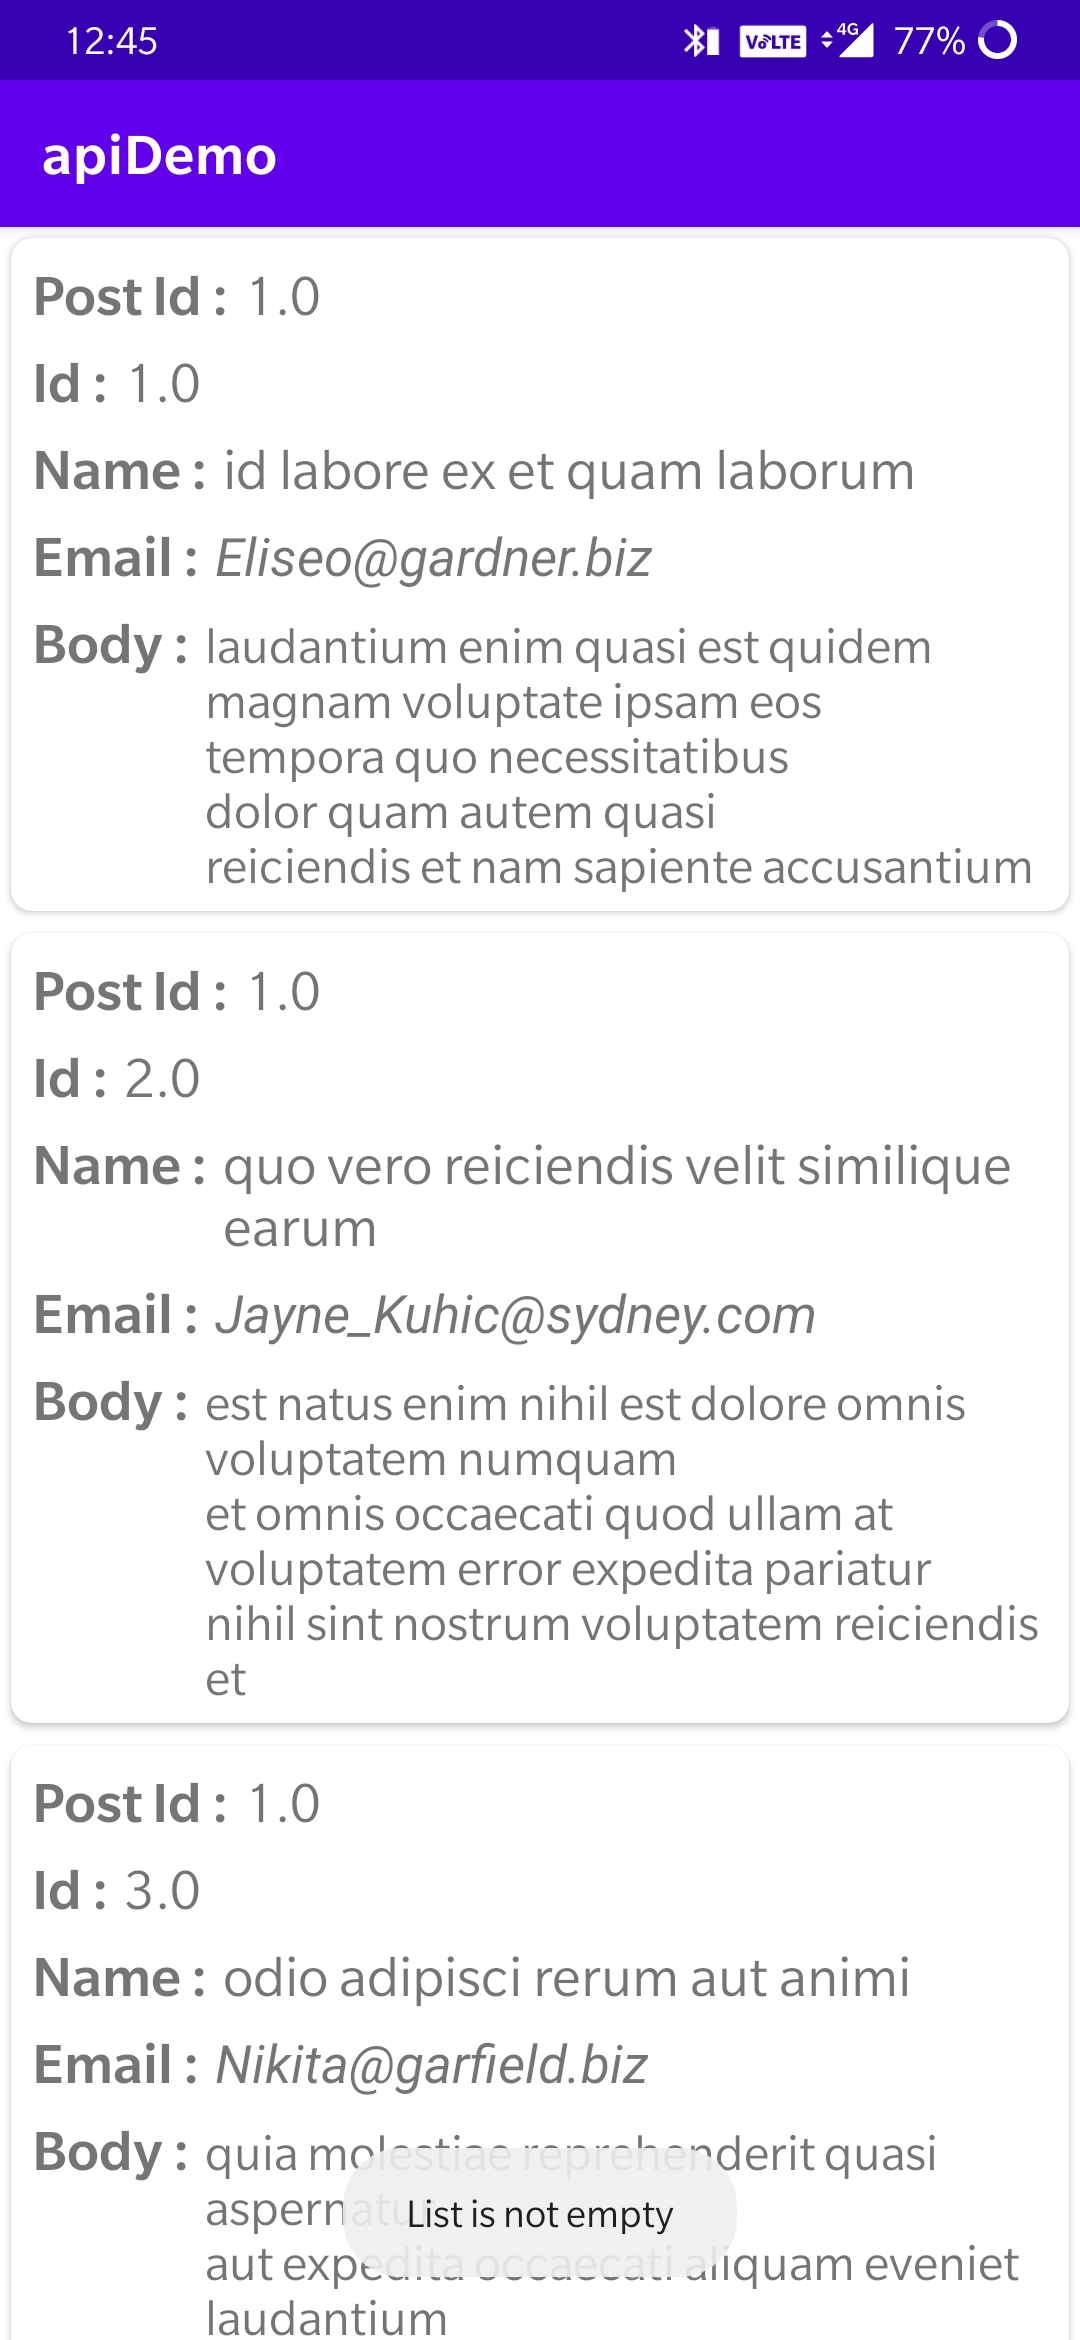 12:45 VoLTE 4G 77%
apiDemo
Post Id : 1.0
Id : 1.0
Name : id labore ex et quam laborum
Email : Eliseo@gardner.biz
Body : laudantium enim quasi est quidem
magnam voluptate ipsam eos
tempora quo necessitatibus
dolor quam autem quasi
reiciendis et nam sapiente accusantium
Post Id : 1.0
Id : 2.0
Name : quo vero reiciendis velit similique
earum
Email : Jayne_Kuhic@sydney.com
Body : est natus enim nihil est dolore omnis
voluptatem numquam
et omnis occaecati quod ullam at
voluptatem error expedita pariatur
nihil sint nostrum voluptatem reiciendis
et
Post Id : 1.0
Id : 3.0
Name : odio adipisci rerum aut animi
Email : Nikita@garfield.biz
Body : quia molestiae reprehenderit quasi
List is not empty
aut expedita occaecati aliquam eveniet
laudantium